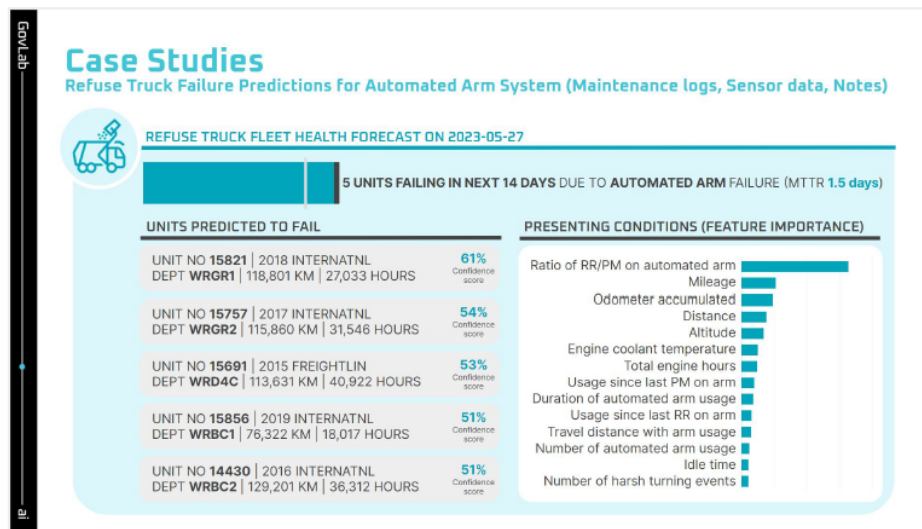 GovLab
ai
Case Studies
Refuse Truck Failure Predictions for Automated Arm System (Maintenance logs, Sensor data, Notes)
REFUSE TRUCK FLEET HEALTH FORECAST ON 2023-05-27
5 UNITS FAILING IN NEXT 14 DAYS DUE TO AUTOMATED ARM FAILURE (MTTR 1.5 days)
UNITS PREDICTED TO FAIL
UNIT NO 15821 | 2018 INTERNATNL
DEPT WRGR1 | 118,801 KM | 27,033 HOURS
61%
Confidence
score
UNIT NO 15757 | 2017 INTERNATNL
DEPT WRGR2 | 115,860 KM | 31,546 HOURS
54%
Confidence
score
UNIT NO 15691 | 2015 FREIGHTLIN
DEPT WRD4C | 113,631 KM | 40,922 HOURS
53%
Confidence
score
UNIT NO 15856 | 2019 INTERNATNL
DEPT WRBC1 | 76,322 KM | 18,017 HOURS
51%
Confidence
score
UNIT NO 14430 | 2016 INTERNATNL
DEPT WRBC2 | 129,201 KM | 36,312 HOURS
51%
Confidence
score
PRESENTING CONDITIONS (FEATURE IMPORTANCE)
Ratio of RR/PM on automated arm
Mileage
Odometer accumulated
Distance
Altitude
Engine coolant temperature
Total engine hours
Usage since last PM on arm
Duration of automated arm usage
Usage since last RR on arm
Travel distance with arm usage
Number of automated arm usage
Idle time
Number of harsh turning events